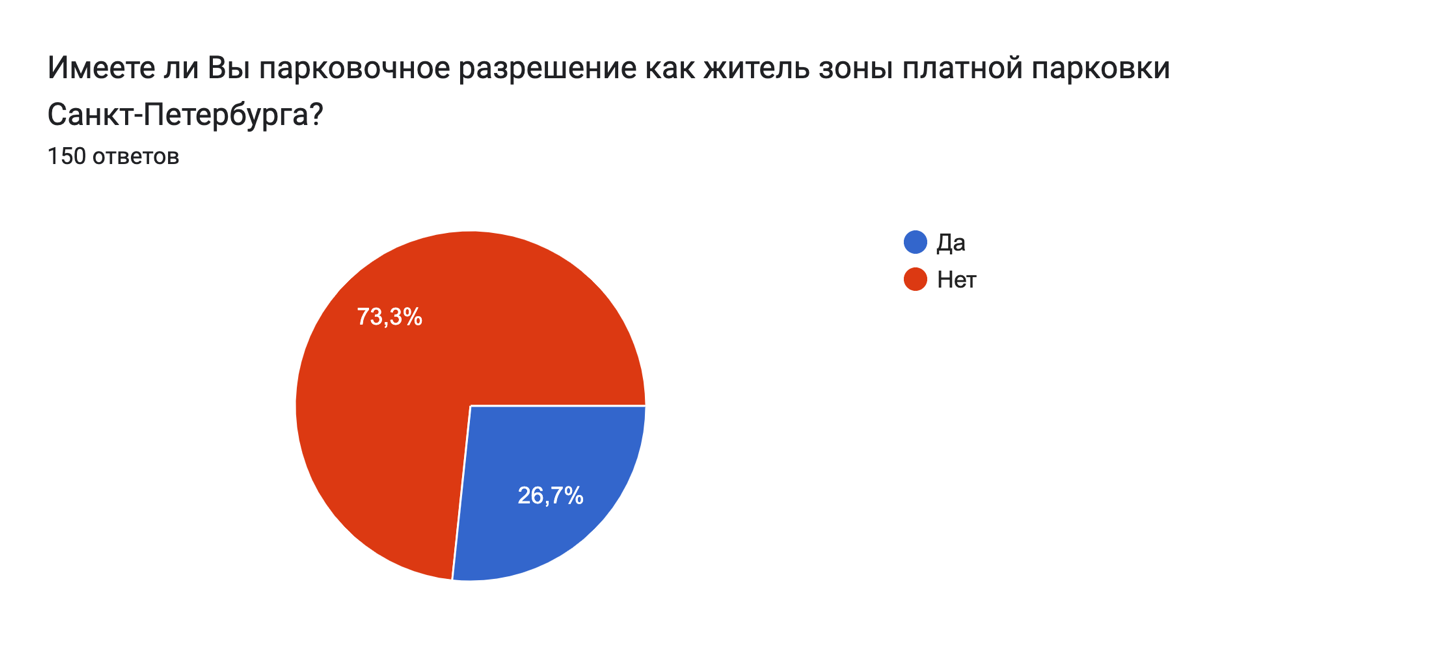 Имеете ли Вы парковочное разрешение как житель зоны платной парковки
Санкт-Петербурга?
150 ответов
Да
Нет
73,3%
26,7%